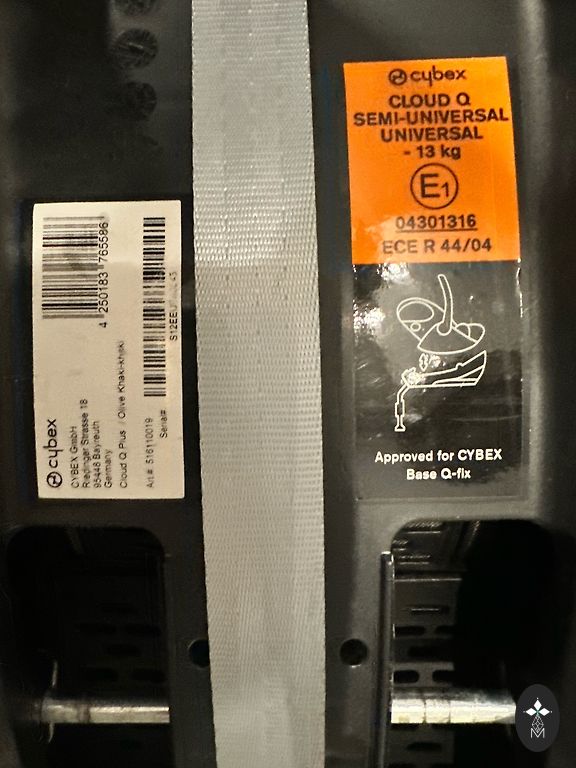 cybex
CLOUD Q
SEMI-UNIVERSAL
UNIVERSAL
- 13 kg
E1
04301316
ECE R 44/04
Approved for CYBEX
Base Q-fix
4 250183 765586
cybex
CYBEX GmbH
Riedinger Strasse 18
95448 Bayreuth
Germany
Cloud Q Plus / Olive Khaki-khaki
Art.# 516110019
Serial#
M